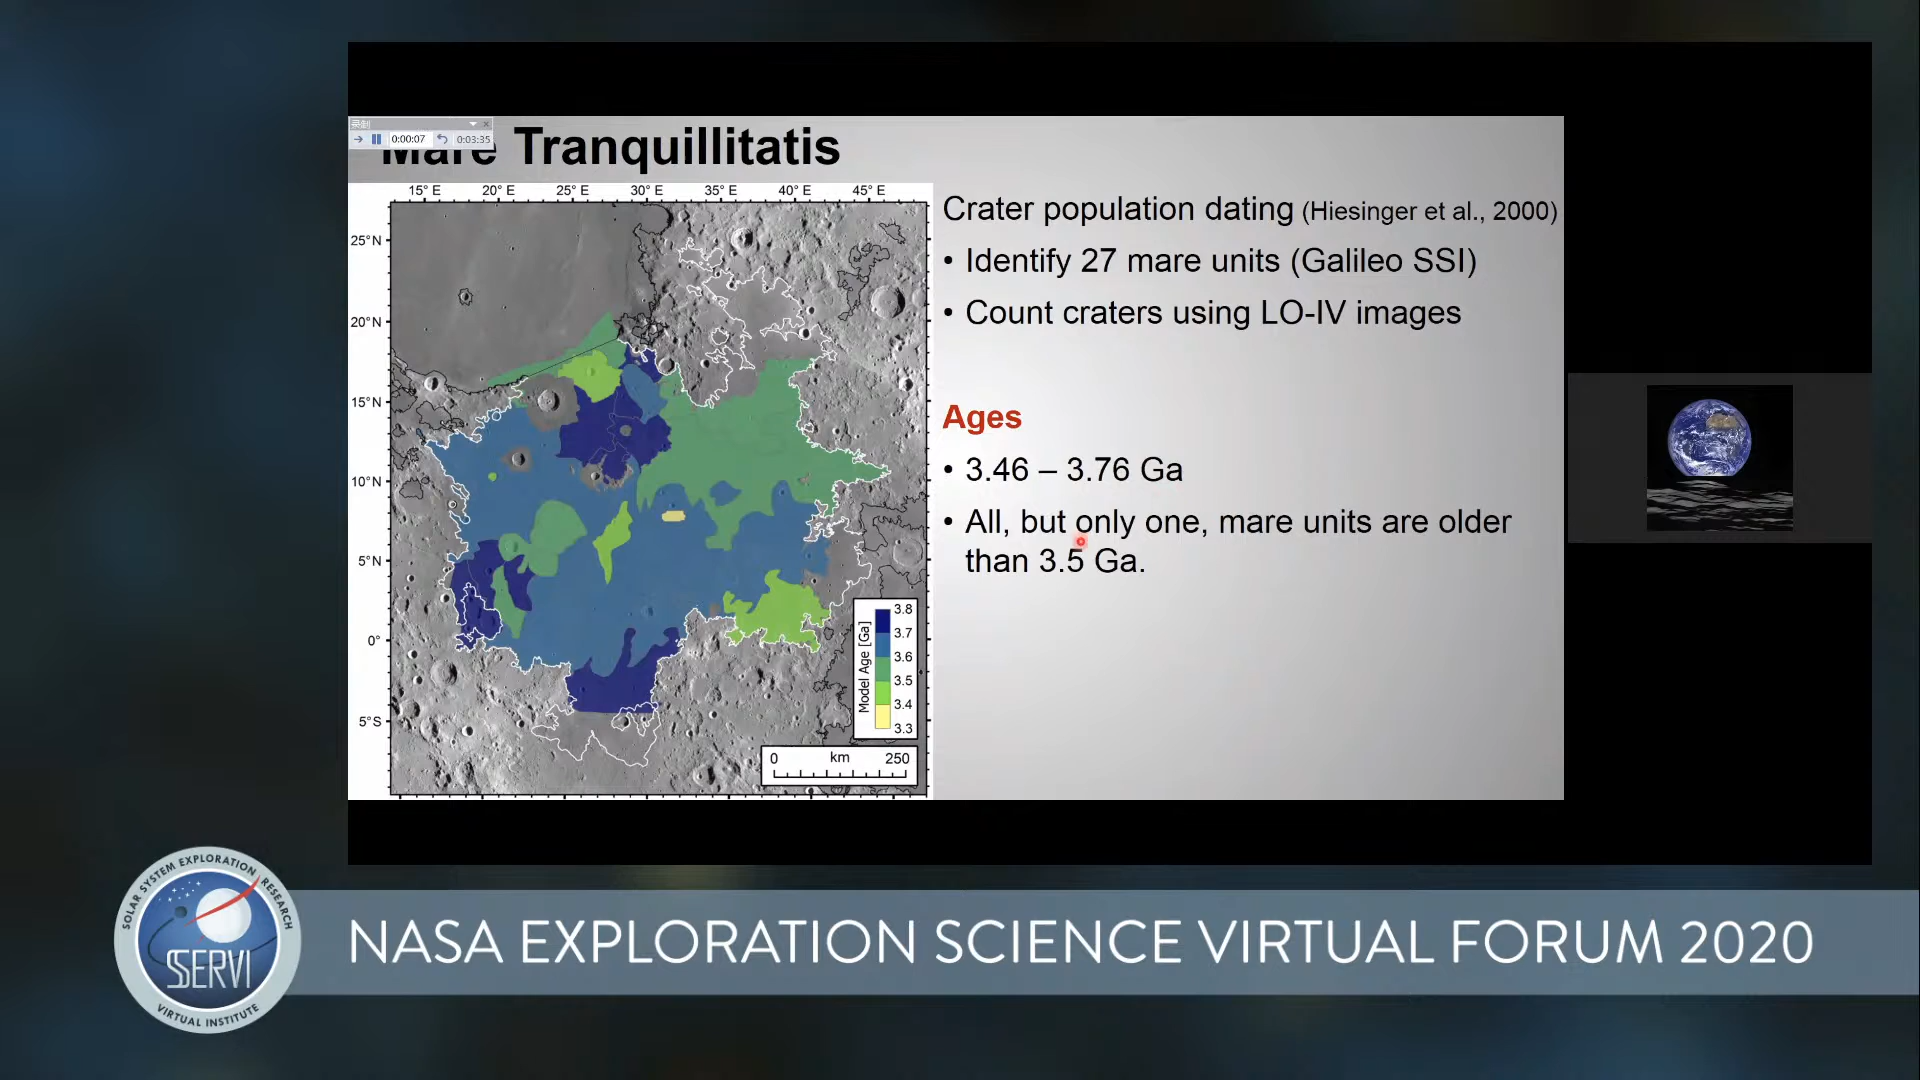 录制
0:00:07
0:03:35
Mare Tranquillitatis
15° E 20° E 25° E 30° E 35° E 40° E 45° E
25°N
20°N
15°N
10°N
5°N
0°
5°S
Model Age [Ga]
3.8
3.7
3.6
3.5
3.4
3.3
0 km 250
Crater population dating (Hiesinger et al., 2000)
• Identify 27 mare units (Galileo SSI)
• Count craters using LO-IV images
Ages
• 3.46 – 3.76 Ga
• All, but only one, mare units are older
than 3.5 Ga.
SOLAR SYSTEM EXPLORATION RESEARCH
SSERVI
VIRTUAL INSTITUTE
NASA EXPLORATION SCIENCE VIRTUAL FORUM 2020